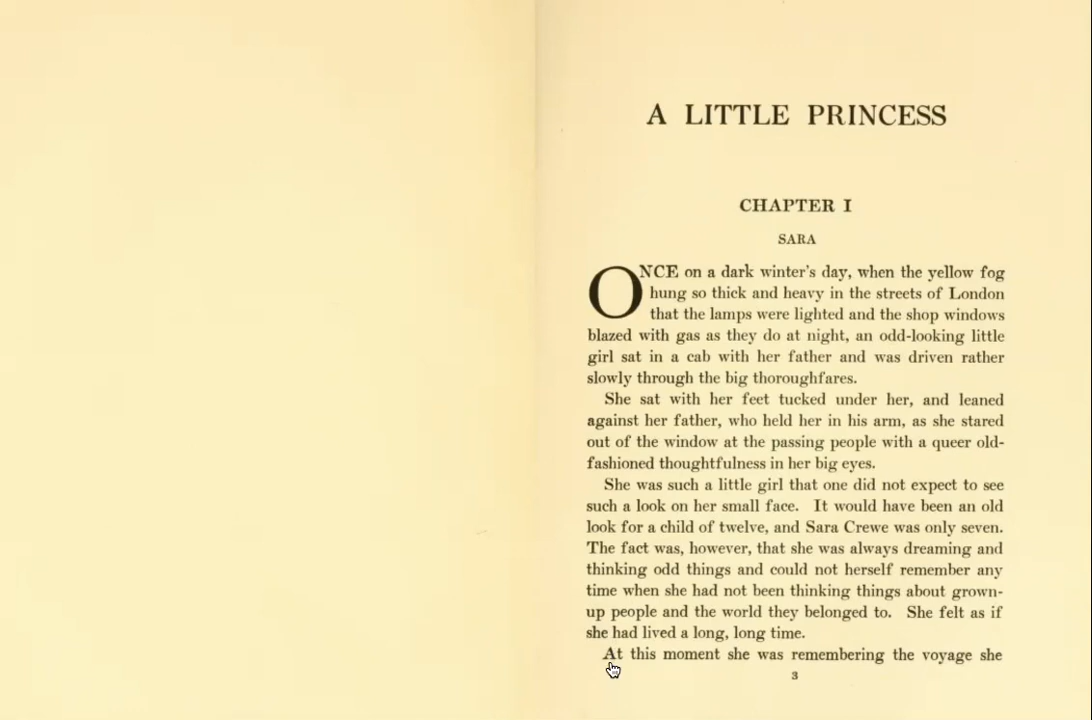 A LITTLE PRINCESS
CHAPTER I
SARA
ONCE on a dark winter's day, when the yellow fog
hung so thick and heavy in the streets of London
that the lamps were lighted and the shop windows
blazed with gas as they do at night, an odd-looking little
girl sat in a cab with her father and was driven rather
slowly through the big thoroughfares.
She sat with her feet tucked under her, and leaned
against her father, who held her in his arm, as she stared
out of the window at the passing people with a queer old-
fashioned thoughtfulness in her big eyes.
She was such a little girl that one did not expect to see
such a look on her small face. It would have been an old
look for a child of twelve, and Sara Crewe was only seven.
The fact was, however, that she was always dreaming and
thinking odd things and could not herself remember any
time when she had not been thinking things about grown-
up people and the world they belonged to. She felt as if
she had lived a long, long time.
At this moment she was remembering the voyage she
3